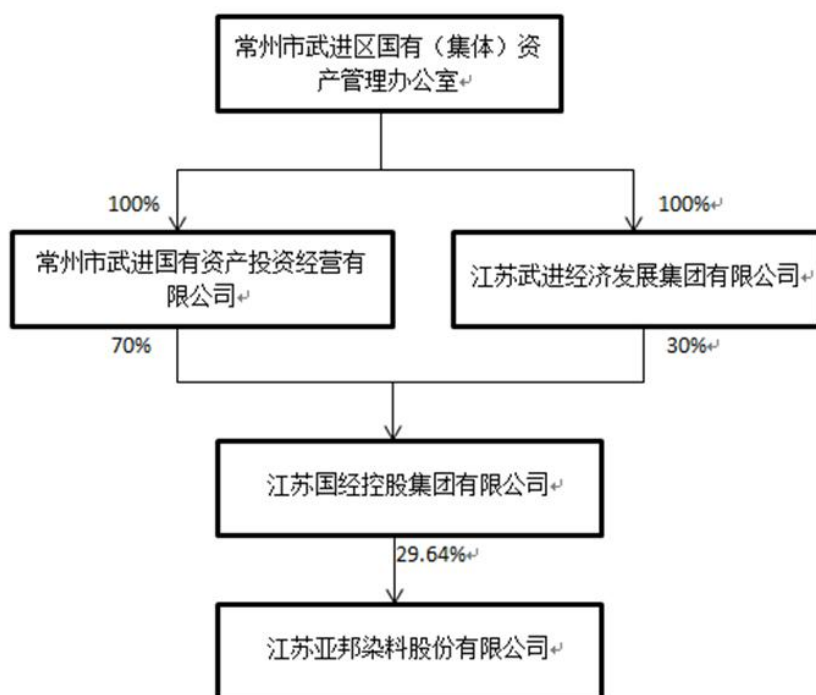 常州市武进区国有（集体）资
产管理办公室↵
100%
100%↵
常州市武进国有资产投资经营有
限公司↵
江苏武进经济发展集团有限公司↵
70%
30%↵
江苏国经控股集团有限公司↵
29.64%↵
江苏亚邦染料股份有限公司↵